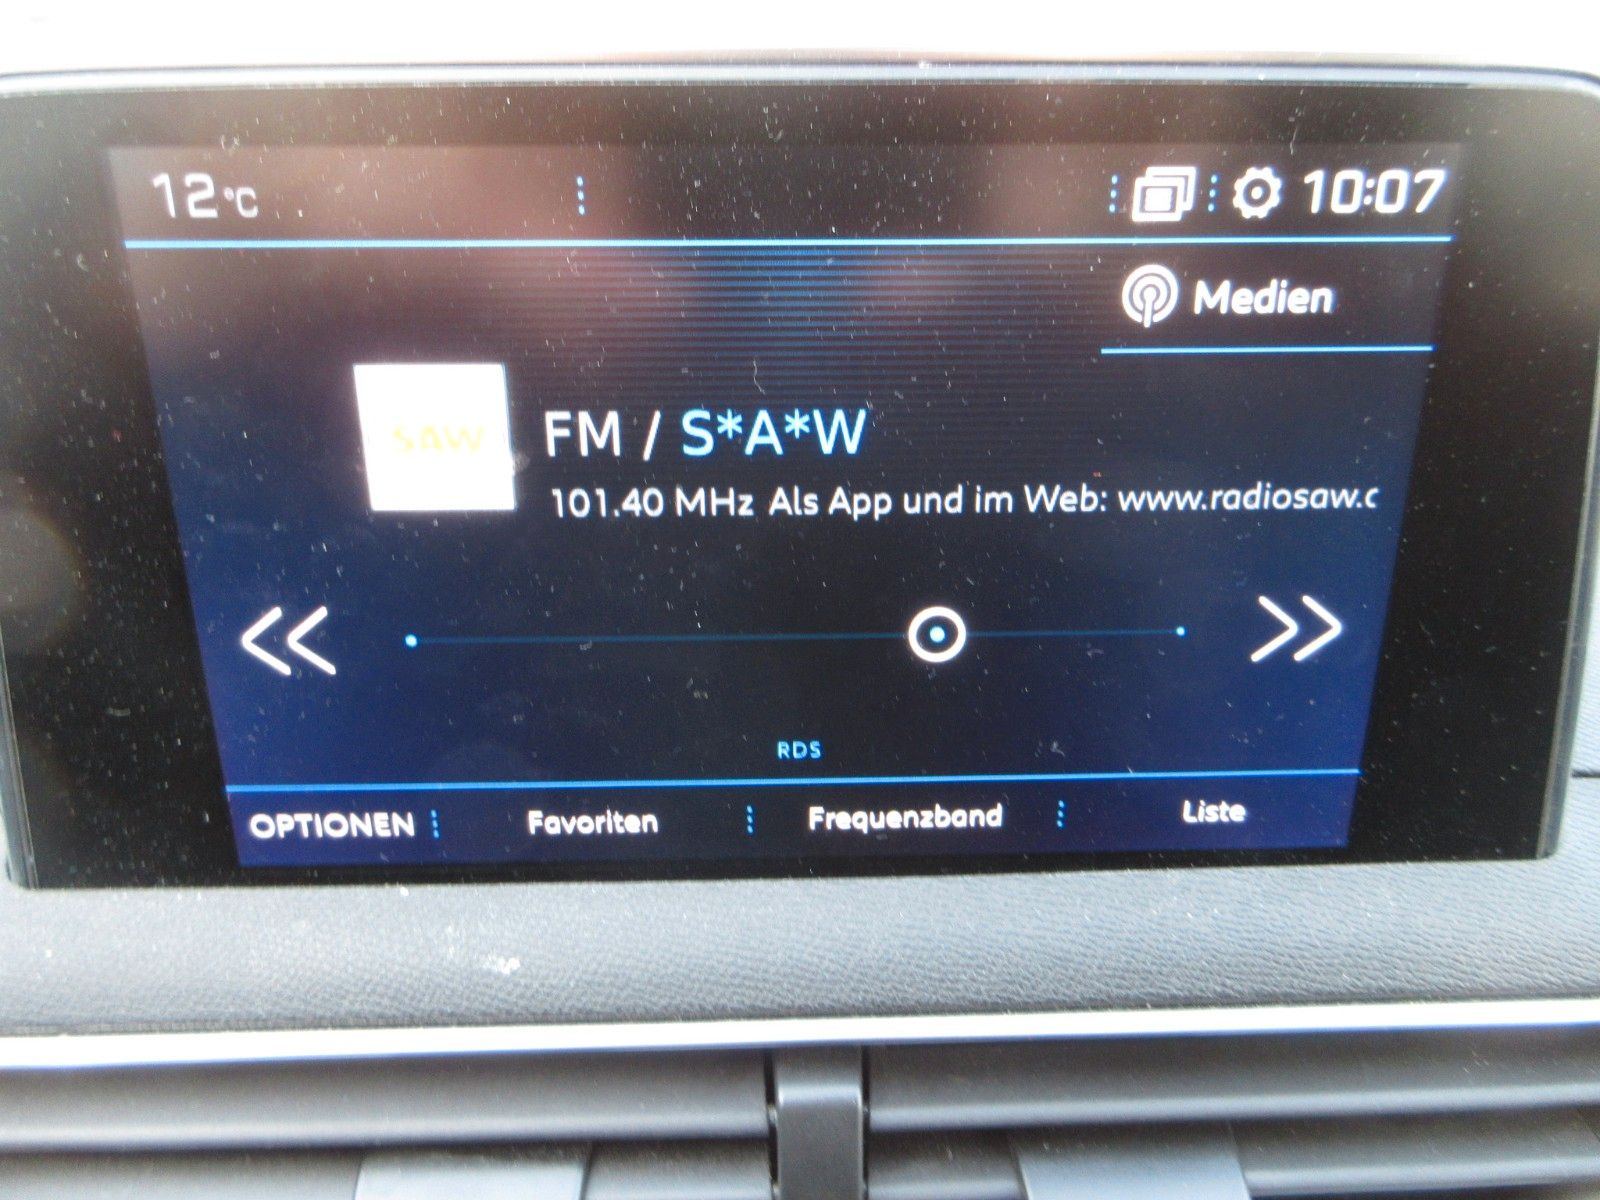 12°C
10:07
Medien
SAW
FM / S*A*W
101.40 MHz Als App und im Web: www.radiosaw.c
RDS
OPTIONEN Favoriten Frequenzband Liste